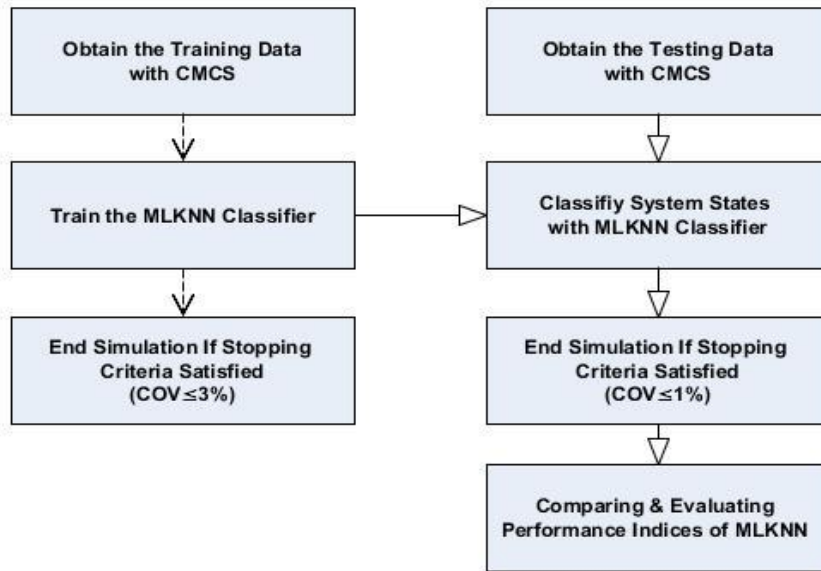 Obtain the Training Data
with CMCS
Train the MLKNN Classifier
End Simulation If Stopping
Criteria Satisfied
(COV≤3%)
Obtain the Testing Data
with CMCS
Classifiy System States
with MLKNN Classifier
End Simulation If Stopping
Criteria Satisfied
(COV≤1%)
Comparing & Evaluating
Performance Indices of MLKNN